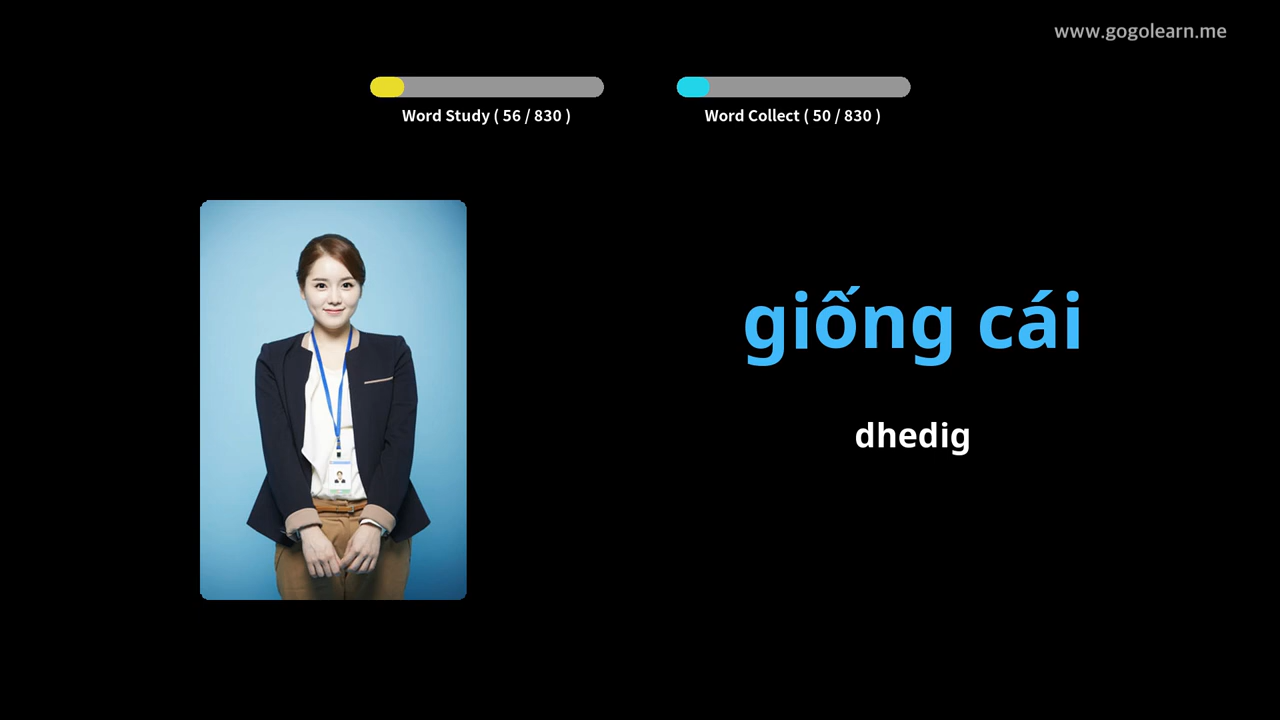 www.gogolearn.me
Word Study ( 56 / 830 )
Word Collect ( 50 / 830 )
giống cái
dhedig